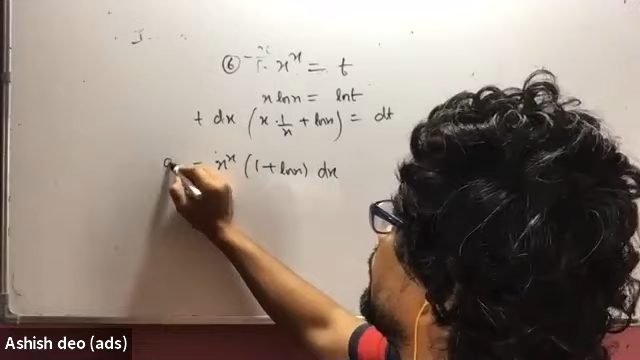 ⑥ x^x = t
x ln x = ln t
t dx (x · 1/x + ln x) = dt
= x^x (1 + ln x) dx
Ashish deo (ads)